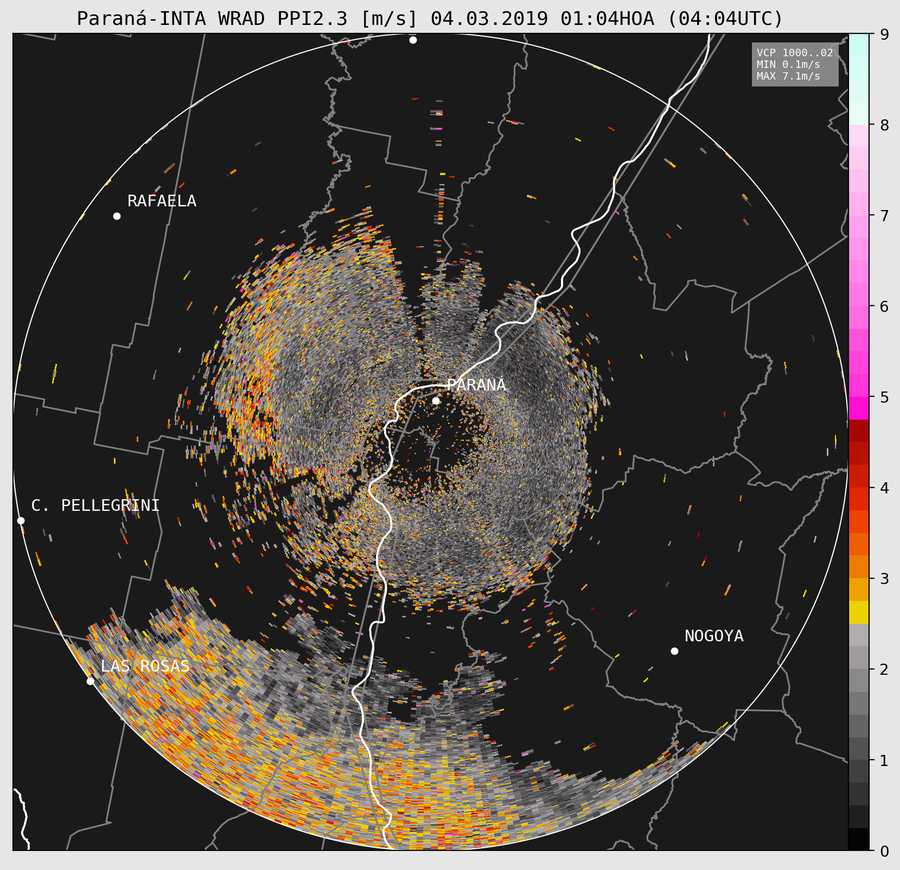 Paraná-INTA WRAD PPI2.3 [m/s] 04.03.2019 01:04HOA (04:04UTC)
VCP 1000..02
MIN 0.1m/s
MAX 7.1m/s
9
8
7
6
5
4
3
2
1
0
RAFAELA
PARANÁ
C. PELLEGRINI
NOGOYA
LAS ROSAS